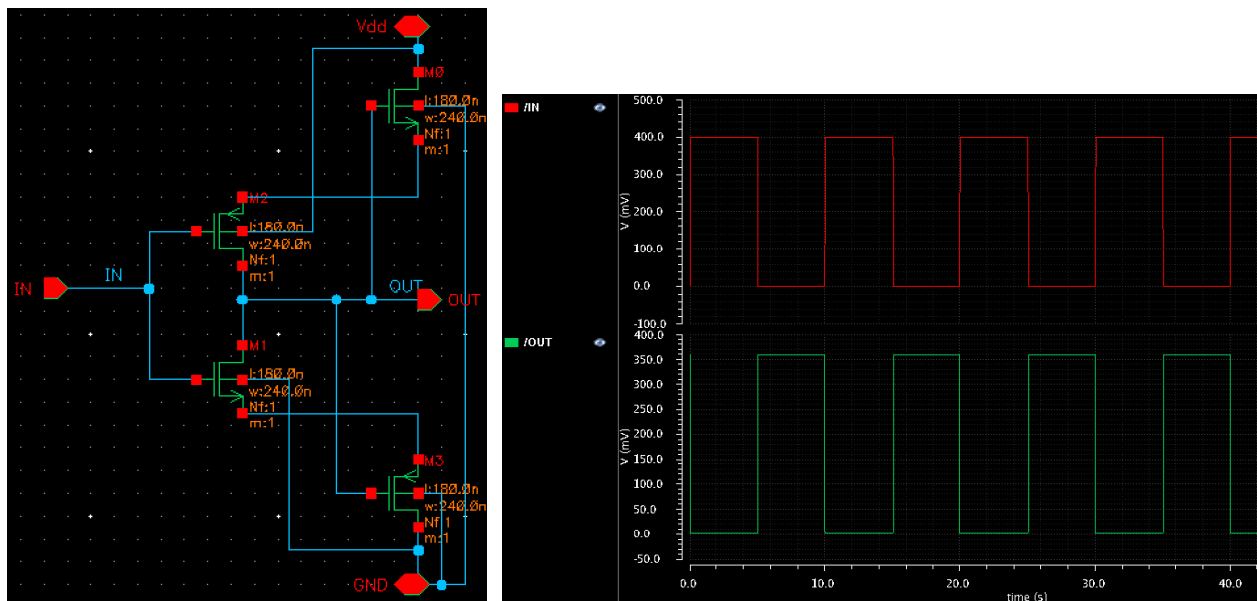 Vdd
M0
l:180.0n
w:240.0n
Nf:1
m:1
M2
l:180.0n
w:240.0n
Nf:1
m:1
IN
IN
OUT
OUT
M1
l:180.0n
w:240.0n
Nf:1
m:1
M3
l:180.0n
w:240.0n
Nf:1
m:1
GND
/IN
V (mV)
500.0
400.0
300.0
200.0
100.0
0.0
-100.0
/OUT
V (mV)
400.0
350.0
300.0
250.0
200.0
150.0
100.0
50.0
0.0
-50.0
0.0
10.0
20.0
30.0
40.0
time (s)